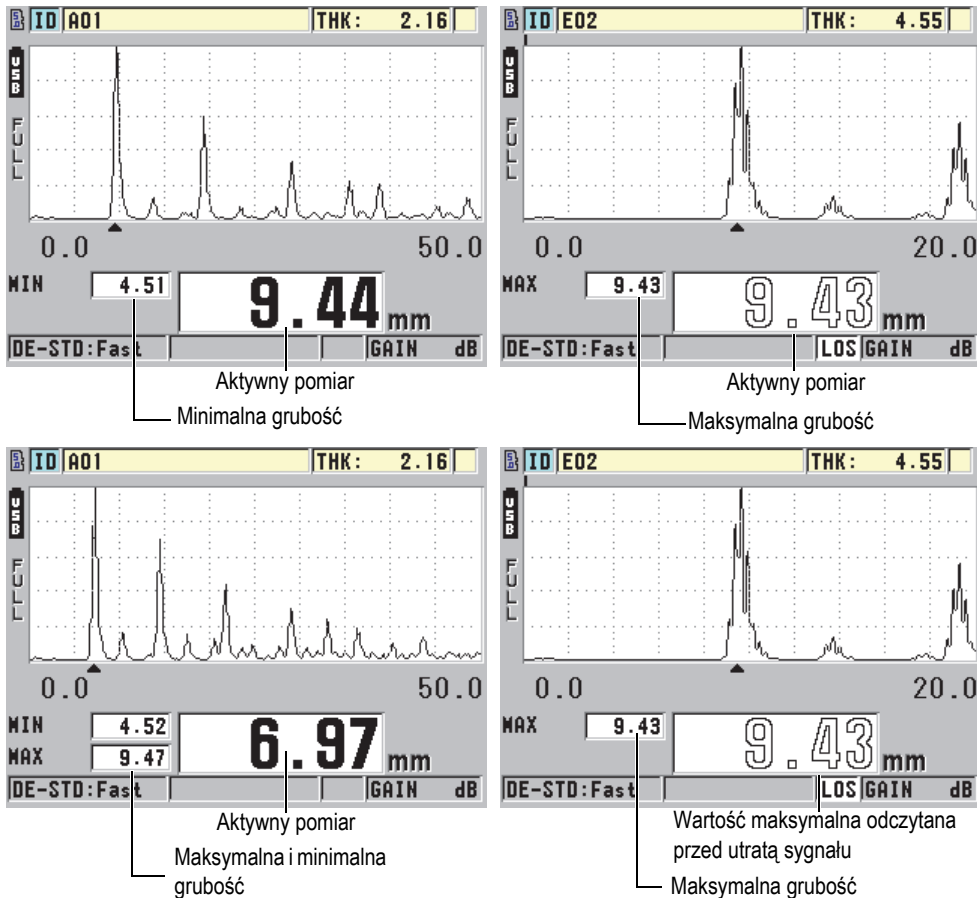 ID A01 THK: 2.16
USB
FULL
0.0 50.0
MIN 4.51 9.44 mm
DE-STD:Fast GAIN dB
Aktywny pomiar
Minimalna grubość
ID E02 THK: 4.55
USB
FULL
0.0 20.0
MAX 9.43 9.43 mm
DE-STD:Fast LOS GAIN dB
Aktywny pomiar
Maksymalna grubość
ID A01 THK: 2.16
USB
FULL
0.0 50.0
MIN 4.52
MAX 9.47 6.97 mm
DE-STD:Fast GAIN dB
Aktywny pomiar
Maksymalna i minimalna
grubość
ID E02 THK: 4.55
USB
FULL
0.0 20.0
MAX 9.43 9.43 mm
DE-STD:Fast LOS GAIN dB
Wartość maksymalna odczytana
przed utratą sygnału
Maksymalna grubość